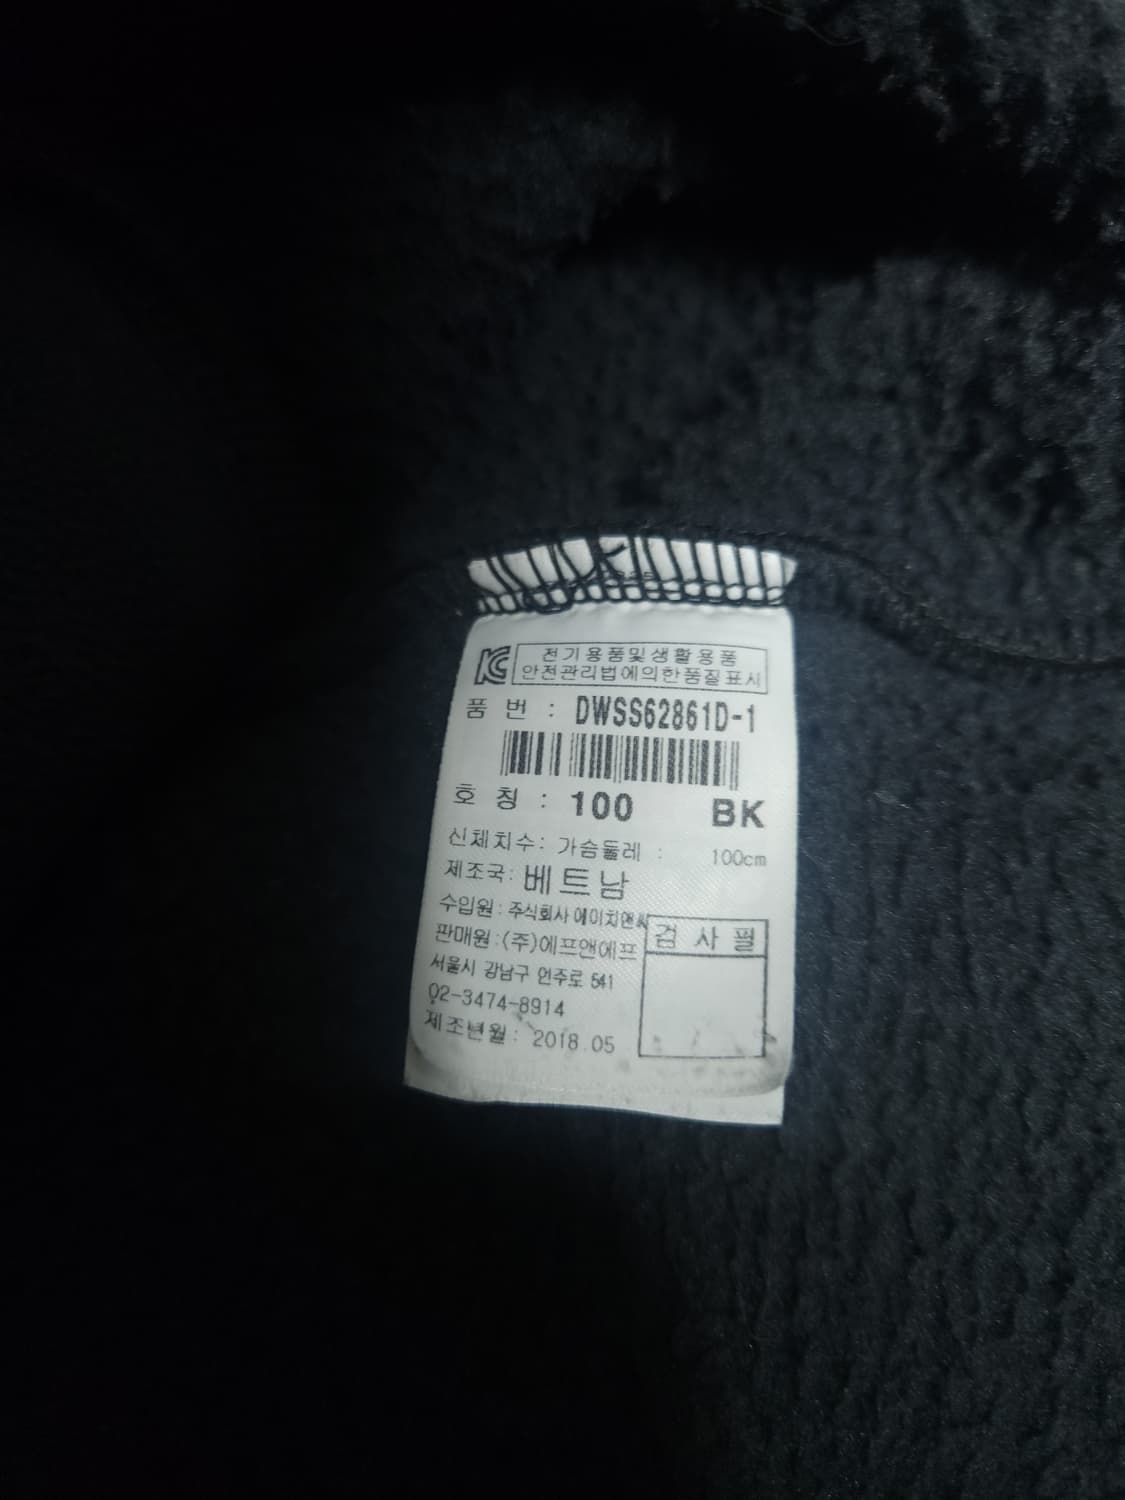 KC 전기용품및생활용품
안전관리법에의한품질표시
품 번 : DWSS62861D-1
호 칭 : 100 BK
신체치수: 가슴둘레 : 100cm
제조국: 베트남
수입원: 주식회사 에이치앤씨
판매원:(주)에프앤에프
검 사 필
서울시 강남구 언주로 541
02-3474-8914
제조년월: 2018.05